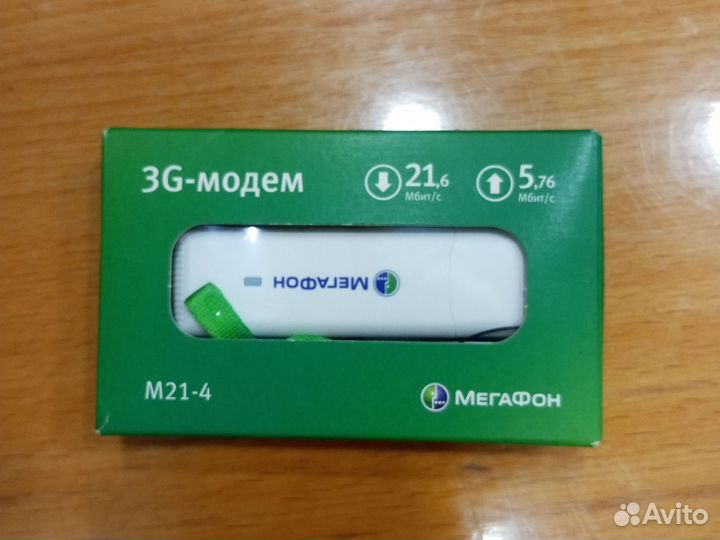 3G-модем
21,6
Мбит/с
5,76
Мбит/с
МЕГАФОН
M21-4
МЕГАФОН
Avito